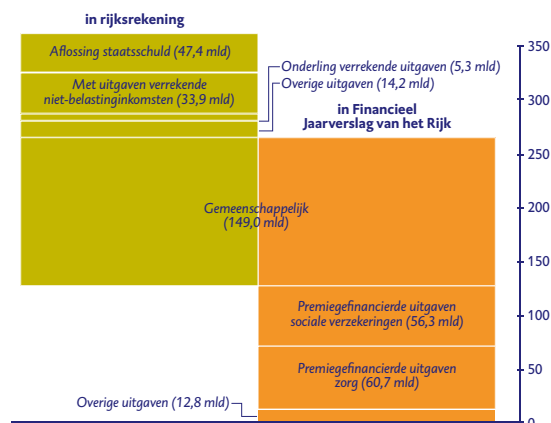 in rijksrekening
Aflossing staatsschuld (47,4 mld)
Met uitgaven verrekende
niet-belastinginkomsten (33,9 mld)
Onderling verrekende uitgaven (5,3 mld)
Overige uitgaven (14,2 mld)
in Financieel
Jaarverslag van het Rijk
Gemeenschappelijk
(149,0 mld)
Premiegefinancierde uitgaven
sociale verzekeringen (56,3 mld)
Premiegefinancierde uitgaven
zorg (60,7 mld)
Overige uitgaven (12,8 mld)
350
300
250
200
150
100
50
0